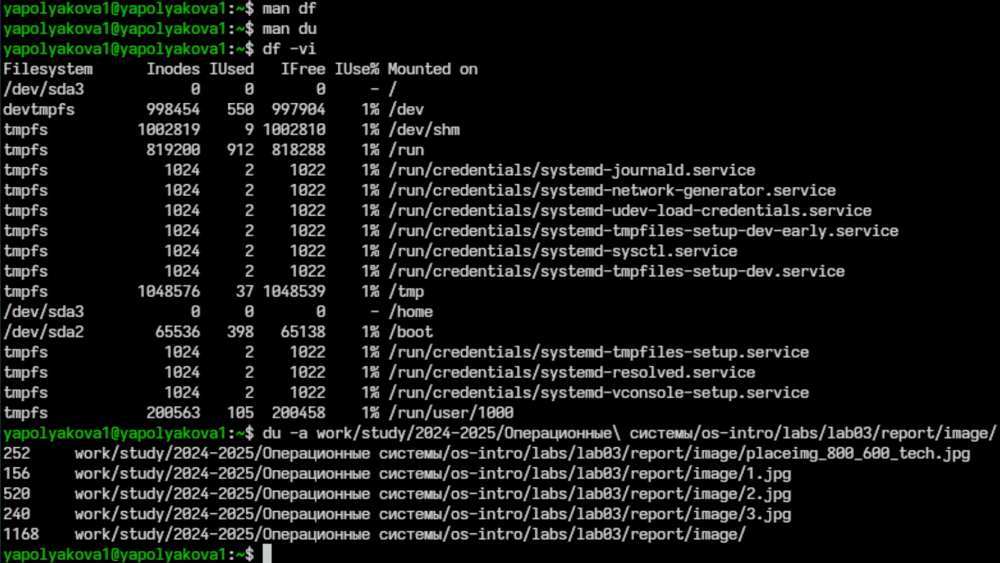 yapolyakova1@yapolyakova1:~$ man df
yapolyakova1@yapolyakova1:~$ man du
yapolyakova1@yapolyakova1:~$ df -vi
Filesystem      Inodes IUsed   IFree IUse% Mounted on
/dev/sda3            0     0       0     - /
devtmpfs        998454   550  997904    1% /dev
tmpfs          1002819     9 1002810    1% /dev/shm
tmpfs           819200   912  818288    1% /run
tmpfs             1024     2    1022    1% /run/credentials/systemd-journald.service
tmpfs             1024     2    1022    1% /run/credentials/systemd-network-generator.service
tmpfs             1024     2    1022    1% /run/credentials/systemd-udev-load-credentials.service
tmpfs             1024     2    1022    1% /run/credentials/systemd-tmpfiles-setup-dev-early.service
tmpfs             1024     2    1022    1% /run/credentials/systemd-sysctl.service
tmpfs             1024     2    1022    1% /run/credentials/systemd-tmpfiles-setup-dev.service
tmpfs          1048576    37 1048539    1% /tmp
/dev/sda3            0     0       0     - /home
/dev/sda2        65536   398   65138    1% /boot
tmpfs             1024     2    1022    1% /run/credentials/systemd-tmpfiles-setup.service
tmpfs             1024     2    1022    1% /run/credentials/systemd-resolved.service
tmpfs             1024     2    1022    1% /run/credentials/systemd-vconsole-setup.service
tmpfs           200563   105  200458    1% /run/user/1000
yapolyakova1@yapolyakova1:~$ du -a work/study/2024-2025/Операционные\ системы/os-intro/labs/lab03/report/image/
252     work/study/2024-2025/Операционные системы/os-intro/labs/lab03/report/image/placeimg_800_600_tech.jpg
156     work/study/2024-2025/Операционные системы/os-intro/labs/lab03/report/image/1.jpg
520     work/study/2024-2025/Операционные системы/os-intro/labs/lab03/report/image/2.jpg
240     work/study/2024-2025/Операционные системы/os-intro/labs/lab03/report/image/3.jpg
1168    work/study/2024-2025/Операционные системы/os-intro/labs/lab03/report/image/
yapolyakova1@yapolyakova1:~$